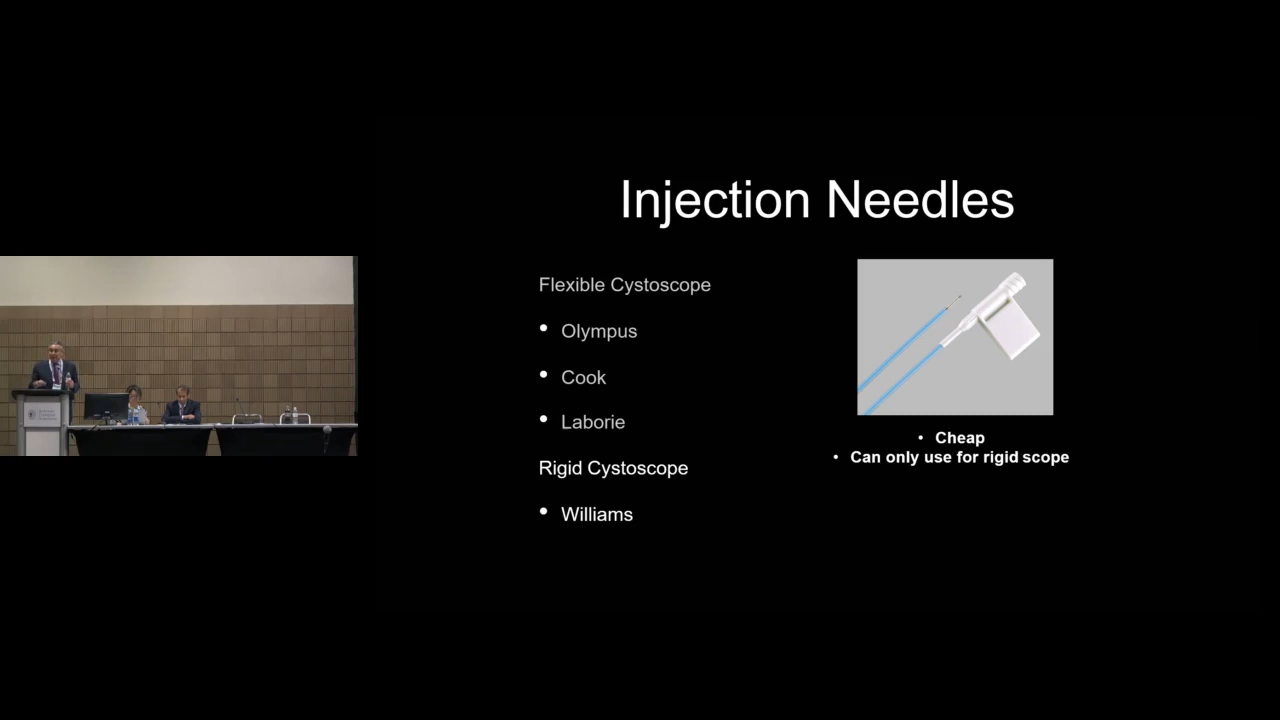 Injection Needles
Flexible Cystoscope
• Olympus
• Cook
• Laborie
Rigid Cystoscope
• Williams
• Cheap
• Can only use for rigid scope